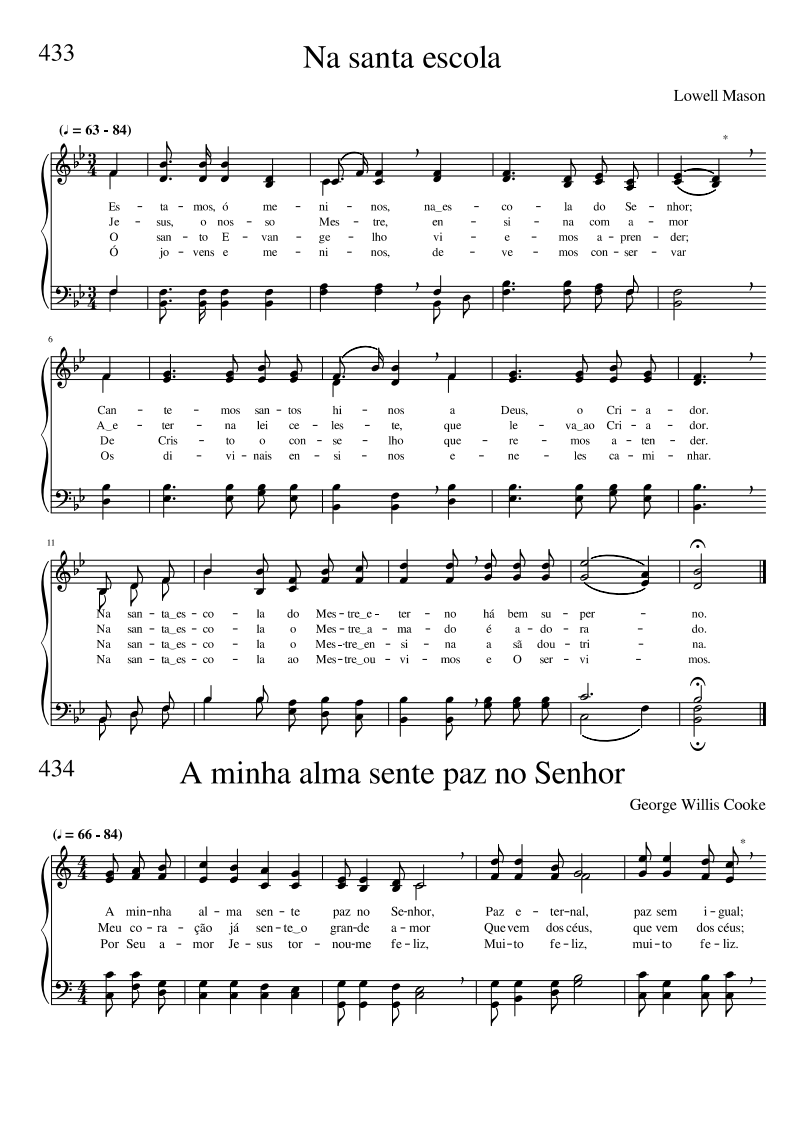 433
Na santa escola
Lowell Mason
(♩ = 63 - 84)
*
Es - ta - mos, ó me - ni - nos, na_es - co - la do Se - nhor;
Je - sus, o nos - so Mes - tre, en - si - na com a - mor
O san - to E - van - ge - lho vi - e - mos a - pren - der;
Ó jo - vens e me - ni - nos, de - ve - mos con - ser - var
*
6
Can - te - mos san - tos hi - nos a Deus, o Cri - a - dor.
A_e - ter - na lei ce - les - te, que le - va_ao Cri - a - dor.
De Cris - to o con - se - lho que - re - mos a - ten - der.
Os di - vi - nais en - si - nos e - ne - les ca - mi - nhar.
11
Na san - ta_es - co - la do Mes - tre_e - ter - no há bem su - per - no.
Na san - ta_es - co - la o Mes - tre_a - ma - do é a - do - ra - do.
Na san - ta_es - co - la o Mes - tre_en - si - na a sã dou - tri - na.
Na san - ta_es - co - la ao Mes - tre_ou - vi - mos e O ser - vi - mos.
434
A minha alma sente paz no Senhor
George Willis Cooke
(♩ = 66 - 84)
*
A mi - nha al - ma sen - te paz no Se - nhor, Paz e - ter - nal, paz sem i - gual;
Meu co - ra - ção já sen - te_o gran - de a - mor Que vem dos céus, que vem dos céus;
Por Seu a - mor Je - sus tor - nou-me fe - liz, Mui - to fe - liz, mui - to fe - liz.